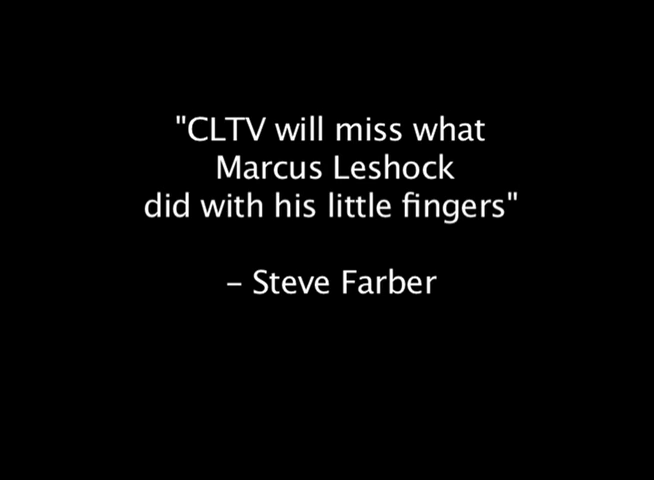 "CLTV will miss what
Marcus Leshock
did with his little fingers"
– Steve Farber